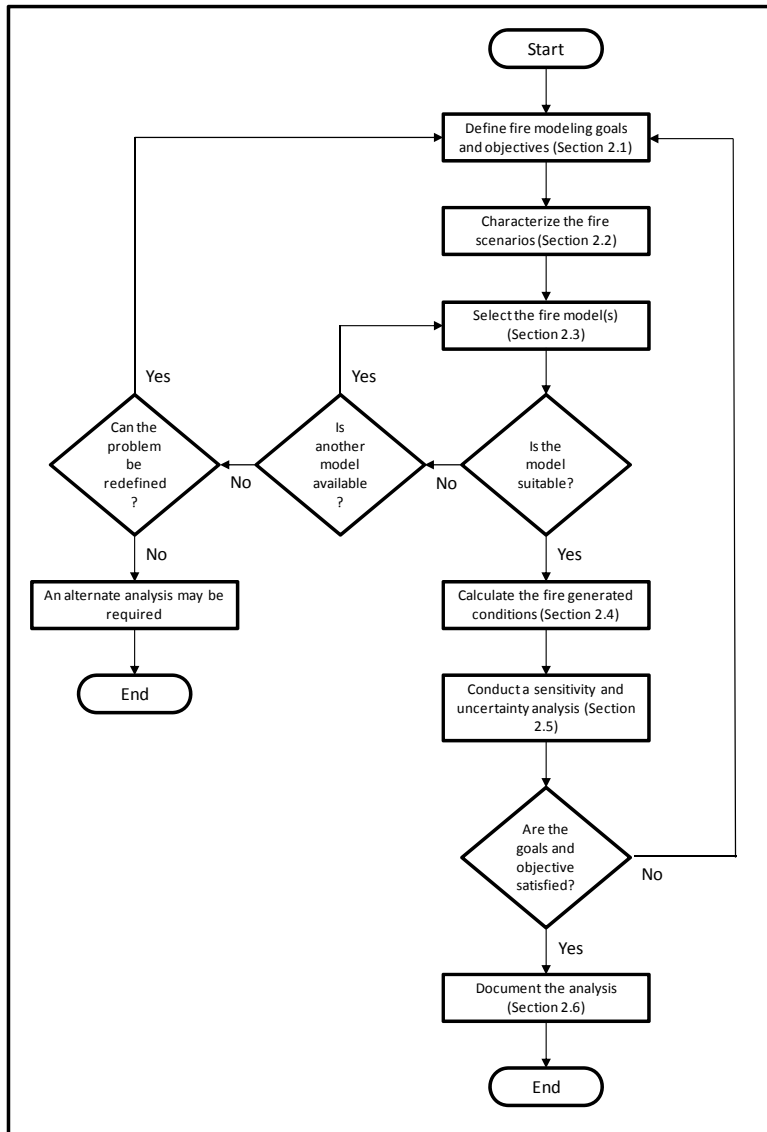 Start
Define fire modeling goals
and objectives (Section 2.1)
Characterize the fire
scenarios (Section 2.2)
Select the fire model(s)
(Section 2.3)
Yes
Yes
Can the
problem
be
redefined
?
No
Is
another
model
available
?
No
Is the
model
suitable?
No
Yes
An alternate analysis may be
required
End
Calculate the fire generated
conditions (Section 2.4)
Conduct a sensitivity and
uncertainty analysis (Section
2.5)
Are the
goals and
objective
satisfied?
No
Yes
Document the analysis
(Section 2.6)
End